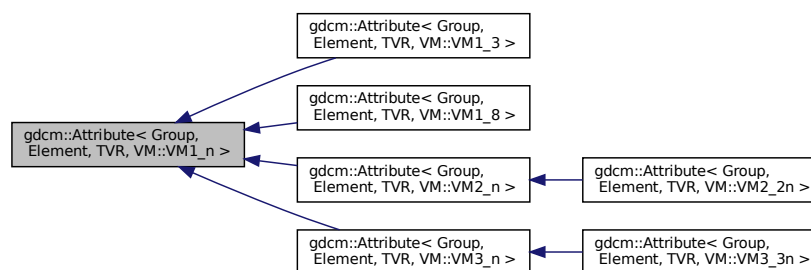 gdcm::Attribute< Group,
Element, TVR, VM::VM1_3 >
gdcm::Attribute< Group,
Element, TVR, VM::VM1_8 >
gdcm::Attribute< Group,
Element, TVR, VM::VM1_n >
gdcm::Attribute< Group,
Element, TVR, VM::VM2_n >
gdcm::Attribute< Group,
Element, TVR, VM::VM2_2n >
gdcm::Attribute< Group,
Element, TVR, VM::VM3_n >
gdcm::Attribute< Group,
Element, TVR, VM::VM3_3n >